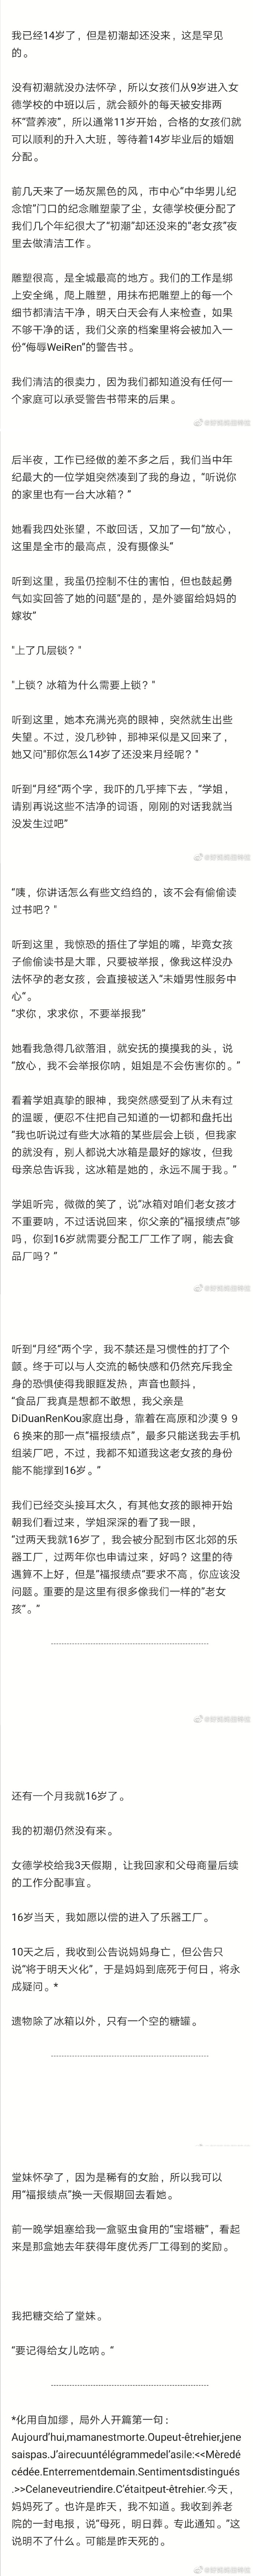 我已经14岁了，但是初潮却还没来，这是罕见
的。
没有初潮就没办法怀孕，所以女孩们从9岁进入女
德学校的中班以后，就会额外的每天被安排两
杯“营养液”，所以通常11岁开始，合格的女孩们就
可以顺利的升入大班，等待着14岁毕业后的婚姻
分配。
前几天来了一场灰黑色的风，市中心“中华男儿纪
念馆”门口的纪念雕塑蒙了尘，女德学校便分配了
我们几个年纪很大了“初潮”却还没来的“老女孩”夜
里去做清洁工作。
雕塑很高，是全城最高的地方。我们的工作是绑
上安全绳，爬上雕塑，用抹布把雕塑上的每一个
细节都清洁干净，明天白天会有人来检查，如果
不够干净的话，我们父亲的档案里将会被加入一
份“侮辱WeiRen”的警告书。
我们清洁的很卖力，因为我们都知道没有任何一
个家庭可以承受警告书带来的后果。
后半夜，工作已经做的差不多之后，我们当中年
纪最大的一位学姐突然凑到了我的身边，“听说你
的家里也有一台大冰箱？”
她看我四处张望，不敢回话，又加了一句“放心，
这里是全市的最高点，没有摄像头”
听到这里，我虽仍控制不住的害怕，但也鼓起勇
气如实回答了她的问题“是的，是外婆留给妈妈的
嫁妆”
"上了几层锁？"
"上锁？冰箱为什么需要上锁？"
听到这里，她本充满光亮的眼神，突然就生出些
失望。不过，没几秒钟，那神采似是又回来了，
她又问"那你怎么14岁了还没来月经呢？"
听到“月经”两个字，我吓的几乎摔下去，“学姐，
请别再说这些不洁净的词语，刚刚的对话我就当
没发生过吧”
“咦，你讲话怎么有些文绉绉的，该不会有偷偷读
过书吧？"
听到这里，我惊恐的捂住了学姐的嘴，毕竟女孩
子偷偷读书是大罪，只要被举报，像我这样没办
法怀孕的老女孩，会直接被送入“未婚男性服务中
心”。
“求你，求求你，不要举报我”
她看我急得几欲落泪，就安抚的摸摸我的头，说
“放心，我不会举报你呐，姐姐是不会伤害你的。”
看着学姐真挚的眼神，我突然感受到了从未有过
的温暖，便忍不住把自己知道的一切都和盘托出
“我也听说过有些大冰箱的某些层会上锁，但我家
的就没有，别人都说大冰箱是最好的嫁妆，但我
母亲总告诉我，这冰箱是她的，永远不属于我。”
学姐听完，微微的笑了，说“冰箱对咱们老女孩才
不重要呐，不过话说回来，你父亲的“福报绩点”够
吗，你到16岁就需要分配工厂工作了啊，能去食
品厂吗？”
听到“月经”两个字，我不禁还是习惯性的打了个
颤。终于可以与人交流的畅快感和仍然充斥我全
身的恐惧使得我眼眶发热，声音也颤抖，
“食品厂我真是想都不敢想，我父亲是
DiDuanRenKou家庭出身，靠着在高原和沙漠９９
６换来的那一点“福报绩点”，最多只能送我去手机
组装厂吧，不过，我都不知道我这老女孩的身份
能不能撑到16岁。”
我们已经交头接耳太久，有其他女孩的眼神开始
朝我们看过来，学姐深深的看了我一眼，
“过两天我就16岁了，我会被分配到市区北郊的乐
器工厂，过两年你也申请过来，好吗？这里的待
遇算不上好，但是“福报绩点”要求不高，你应该没
问题。重要的是这里有很多像我们一样的“老女
孩”。”
还有一个月我就16岁了。
我的初潮仍然没有来。
女德学校给我3天假期，让我回家和父母商量后续
的工作分配事宜。
16岁当天，我如愿以偿的进入了乐器工厂。
10天之后，我收到公告说妈妈身亡，但公告只
说“将于明天火化”，于是妈妈到底死于何日，将永
成疑问。*
遗物除了冰箱以外，只有一个空的糖罐。
堂妹怀孕了，因为是稀有的女胎，所以我可以
用“福报绩点”换一天假期回去看她。
前一晚学姐塞给我一盒驱虫食用的“宝塔糖”，看起
来是那盒她去年获得年度优秀厂工得到的奖励。
我把糖交给了堂妹。
“要记得给女儿吃呐。”
*化用自加缪，局外人开篇第一句：
Aujourd’hui,mamanestmorte.Oupeut-êtrehier,jene
saispas.J’airecuuntélégrammedel’asile:<<Mèredé
cédée.Enterrementdemain.Sentimentsdistingués
.>>Celaneveutriendire.C’étaitpeut-êtrehier.今天，
妈妈死了。也许是昨天，我不知道。我收到养老
院的一封电报，说“母死，明日葬。专此通知。”这
说明不了什么。可能是昨天死的。